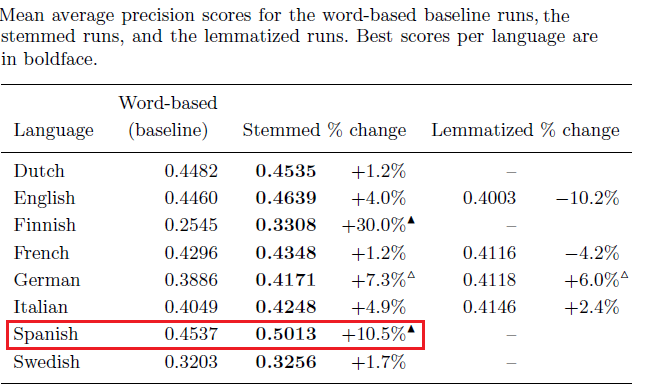 Mean average precision scores for the word-based baseline runs, the
stemmed runs, and the lemmatized runs. Best scores per language are
in boldface.
Word-based
Language (baseline) Stemmed % change Lemmatized % change
Dutch 0.4482 0.4535 +1.2% –
English 0.4460 0.4639 +4.0% 0.4003 −10.2%
Finnish 0.2545 0.3308 +30.0%▲ –
French 0.4296 0.4348 +1.2% 0.4116 −4.2%
German 0.3886 0.4171 +7.3%△ 0.4118 +6.0%△
Italian 0.4049 0.4248 +4.9% 0.4146 +2.4%
Spanish 0.4537 0.5013 +10.5%▲ –
Swedish 0.3203 0.3256 +1.7% –